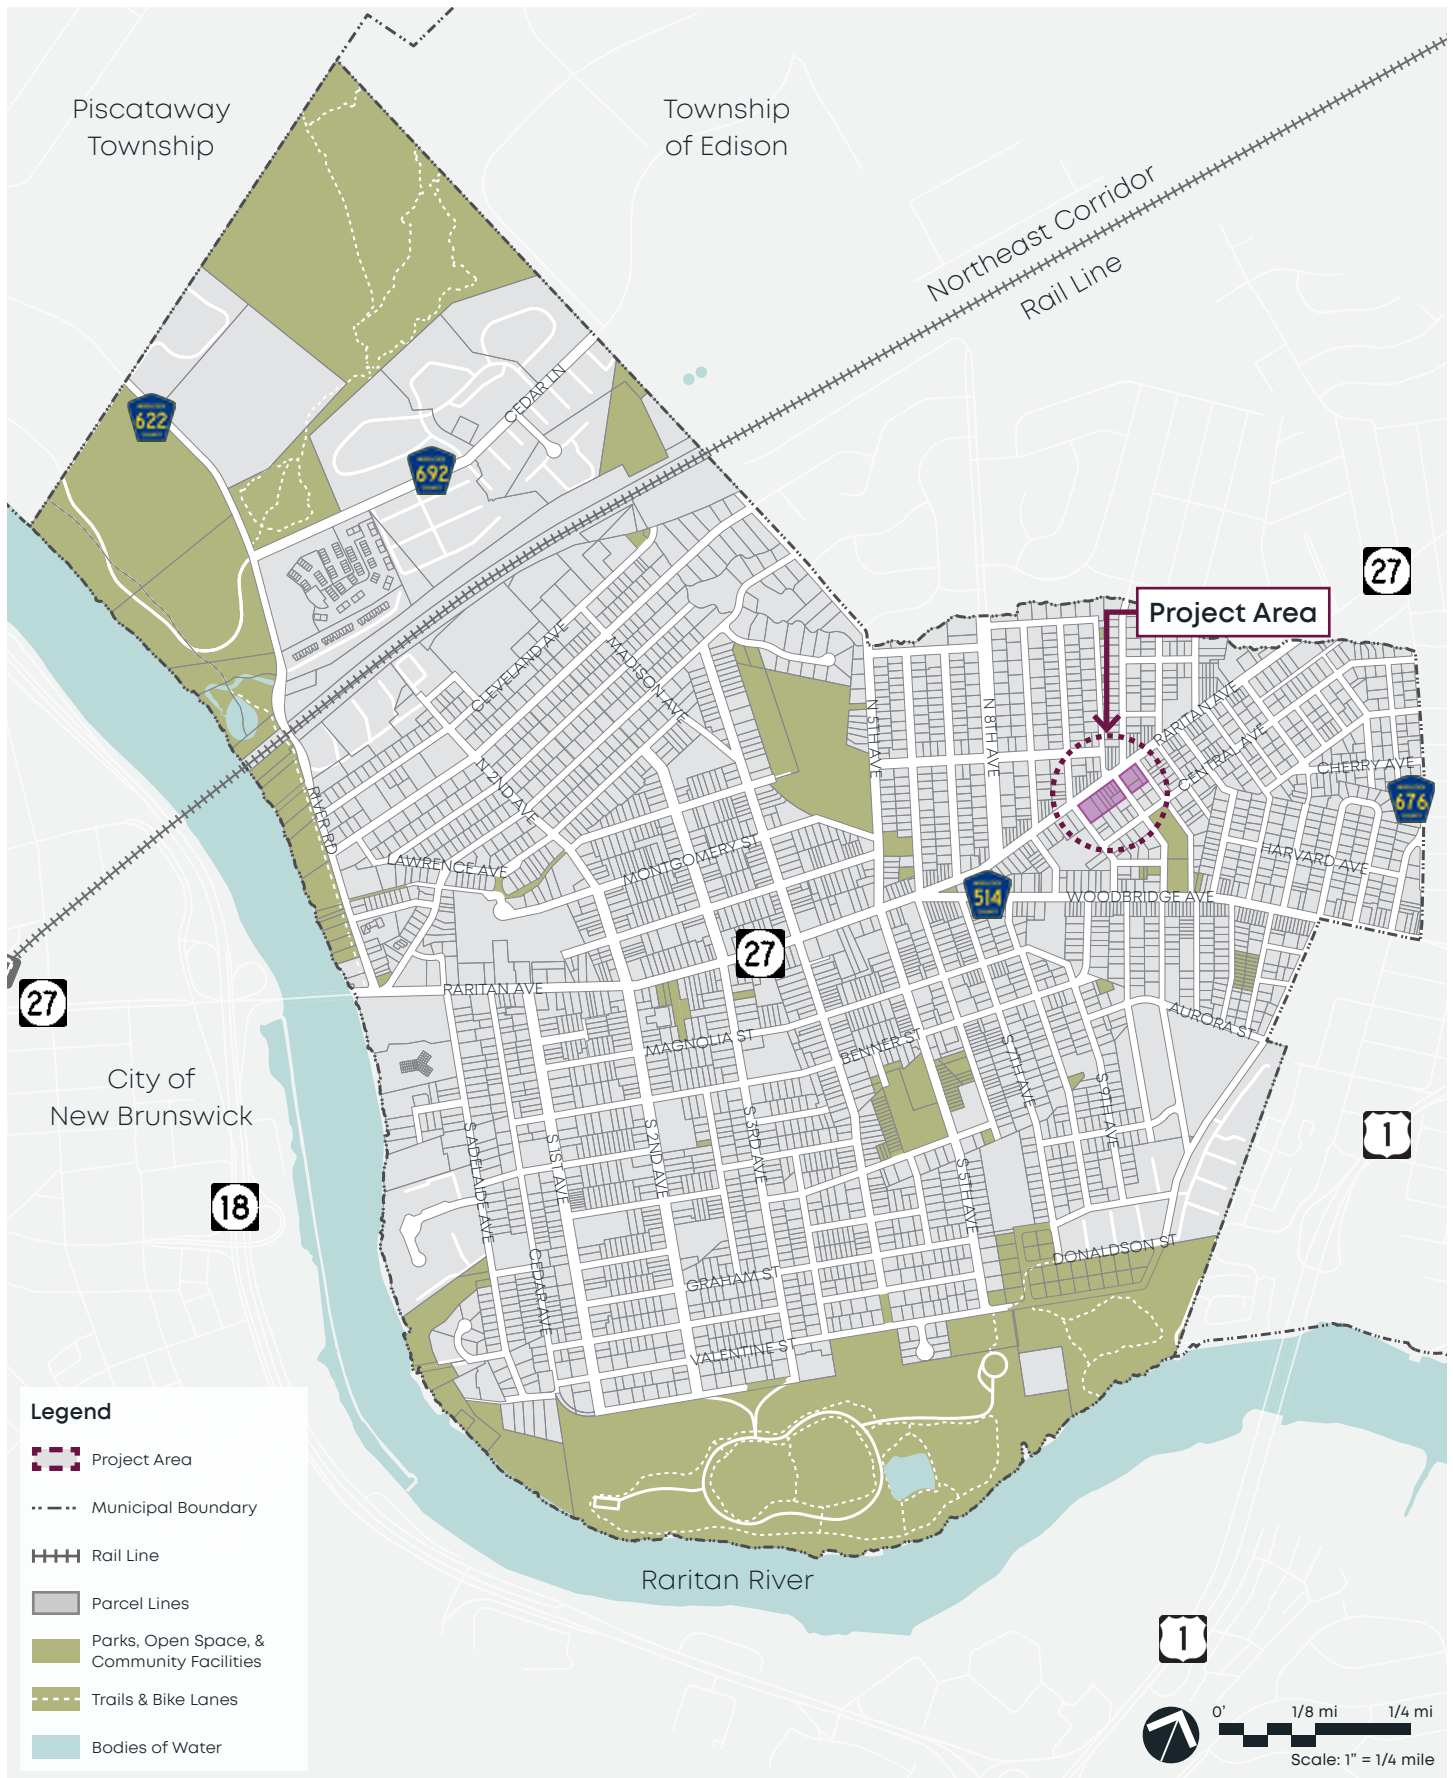 Piscataway
Township
Township
of Edison
Northeast Corridor
Rail Line
CEDAR LN
622
692
27
Project Area
CLEVELAND AVE
MADISON AVE
N 5TH AVE
N 8TH AVE
RARITAN AVE
CENTRAL AVE
CHERRY AVE
676
N 2ND AVE
RIVER RD
LAWRENCE AVE
MONTGOMERY ST
HARVARD AVE
514
WOODBRIDGE AVE
27
27
RARITAN AVE
MAGNOLIA ST
BENNER ST
AURORA ST
S 7TH AVE
S 9TH AVE
City of
New Brunswick
1
18
S ADELAIDE AVE
S 1ST AVE
S 2ND AVE
S 3RD AVE
S 5TH AVE
DONALDSON ST
CEDAR AVE
GRAHAM ST
VALENTINE ST
Raritan River
1
Legend
Project Area
Municipal Boundary
Rail Line
Parcel Lines
Parks, Open Space, &
Community Facilities
Trails & Bike Lanes
Bodies of Water
0' 1/8 mi 1/4 mi
Scale: 1" = 1/4 mile